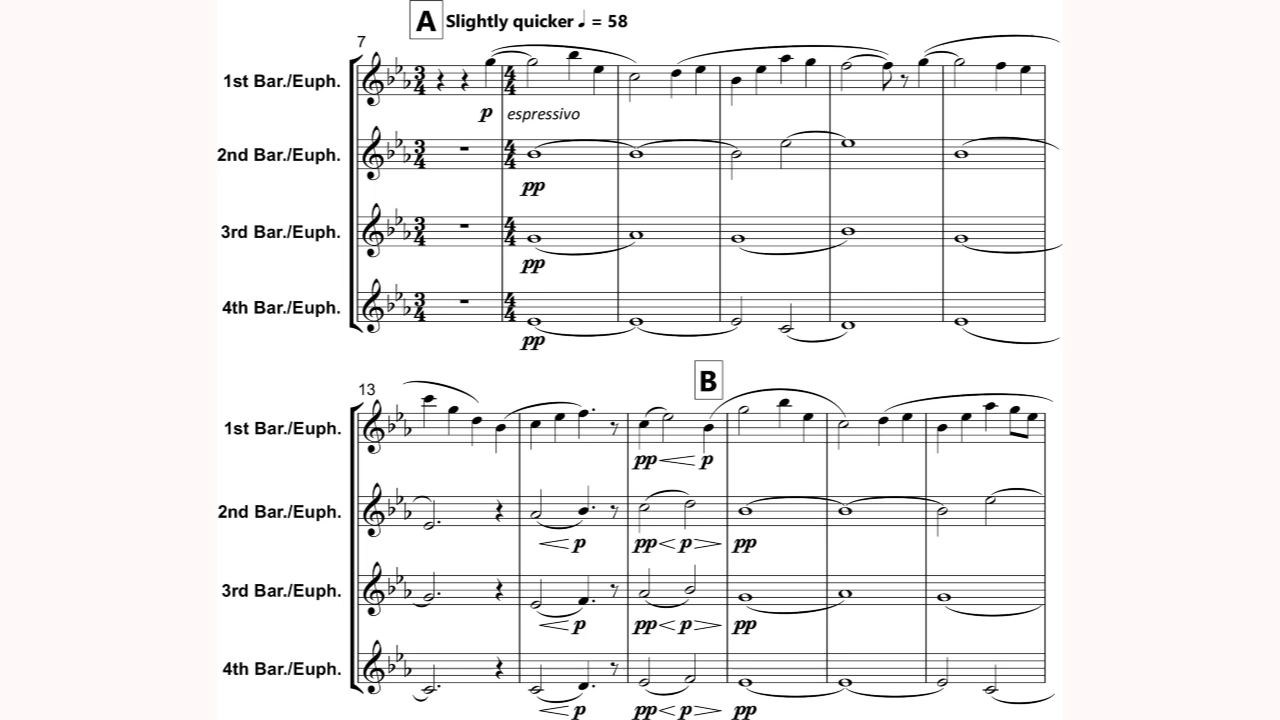 A Slightly quicker ♩ = 58
7
1st Bar./Euph.
p espressivo
2nd Bar./Euph.
pp
3rd Bar./Euph.
pp
4th Bar./Euph.
pp
B
13
1st Bar./Euph.
pp p
2nd Bar./Euph.
p pp p pp
3rd Bar./Euph.
p pp p pp
4th Bar./Euph.
p pp p pp